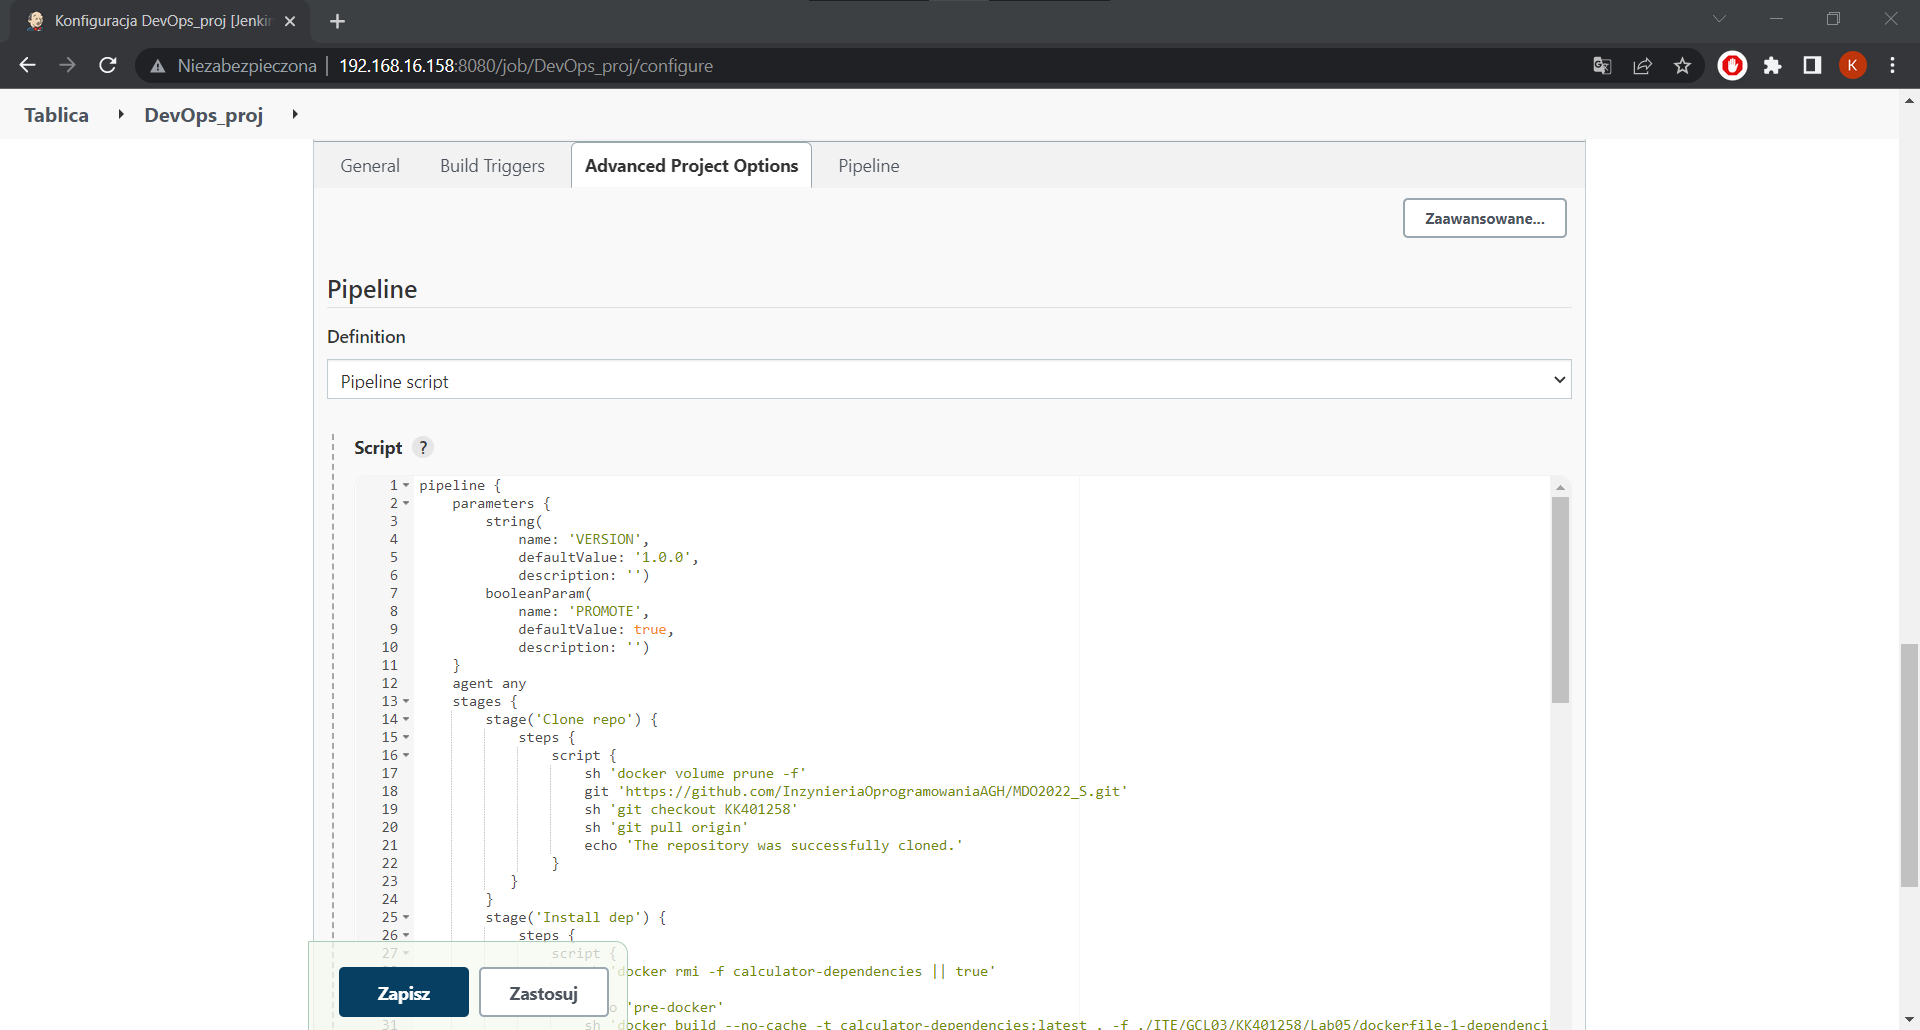 Konfiguracja DevOps_proj [Jenkin
Niezabezpieczona | 192.168.16.158:8080/job/DevOps_proj/configure
K
Tablica DevOps_proj
General Build Triggers Advanced Project Options Pipeline
Zaawansowane...
Pipeline
Definition
Pipeline script
Script ?
1 pipeline {
2 parameters {
3 string(
4 name: 'VERSION',
5 defaultValue: '1.0.0',
6 description: '')
7 booleanParam(
8 name: 'PROMOTE',
9 defaultValue: true,
10 description: '')
11 }
12 agent any
13 stages {
14 stage('Clone repo') {
15 steps {
16 script {
17 sh 'docker volume prune -f'
18 git 'https://github.com/InzynieriaOprogramowaniaAGH/MDO2022_S.git'
19 sh 'git checkout KK401258'
20 sh 'git pull origin'
21 echo 'The repository was successfully cloned.'
22 }
23 }
24 }
25 stage('Install dep') {
26 steps {
27 script {
'docker rmi -f calculator-dependencies || true'
Zapisz Zastosuj
o 'pre-docker'
31 sh 'docker build --no-cache -t calculator-dependencies:latest . -f ./ITE/GCL03/KK401258/Lab05/dockerfile-1-dependenci